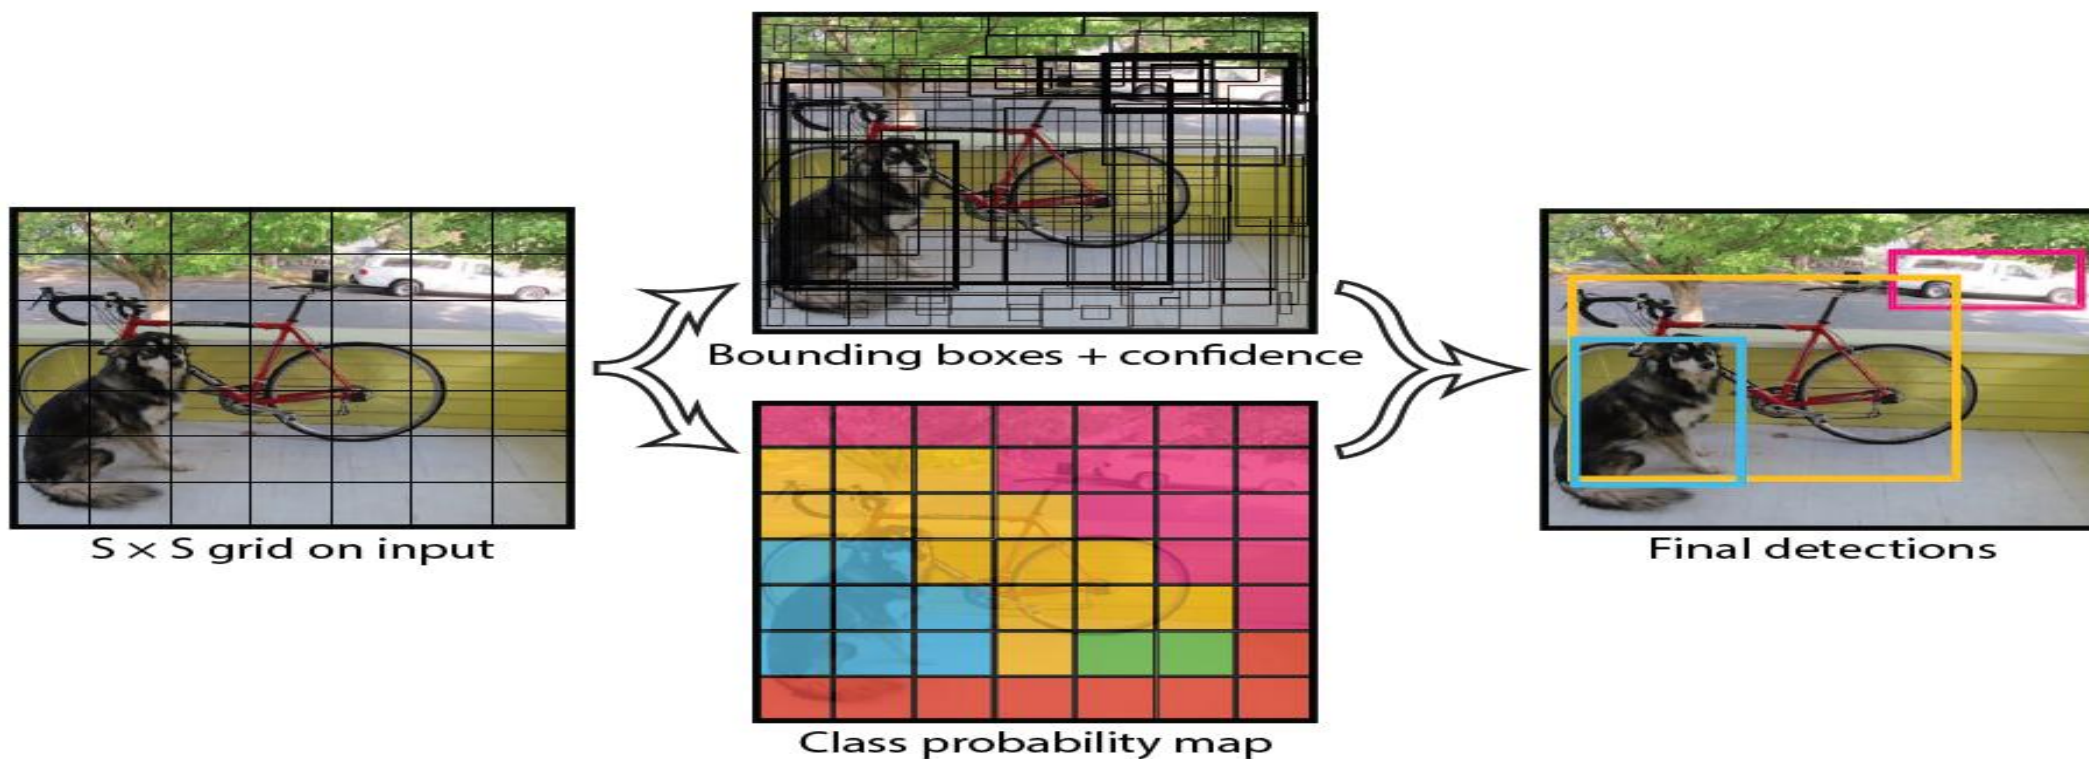 S × S grid on input
Bounding boxes + confidence
Class probability map
Final detections